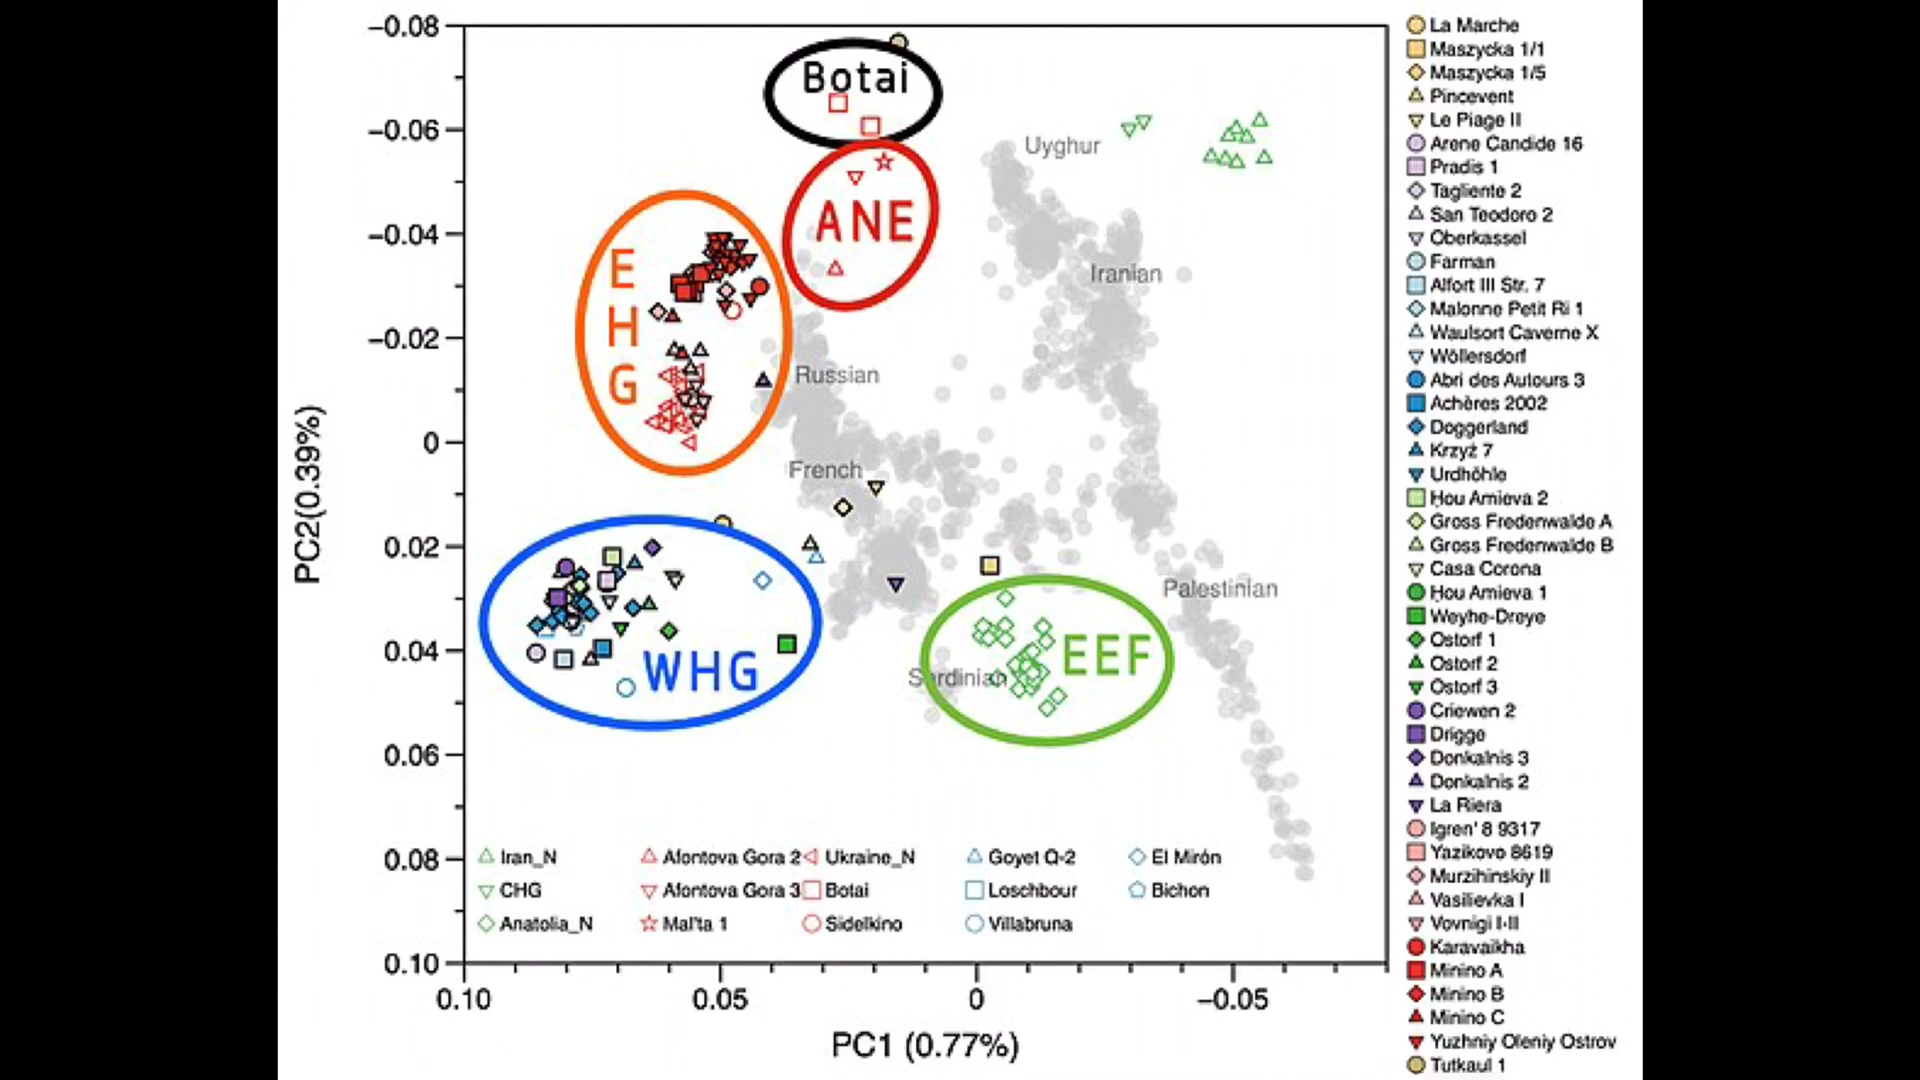 −0.08
−0.06
−0.04
−0.02
0
0.02
0.04
0.06
0.08
0.10
PC2(0.39%)
0.10
0.05
0
−0.05
PC1 (0.77%)
Botai
ANE
E
H
G
WHG
EEF
Uyghur
Iranian
Russian
French
Palestinian
Sardinian
Iran_N
CHG
Anatolia_N
Afontova Gora 2
Afontova Gora 3
Mal'ta 1
Ukraine_N
Botai
Sidelkino
Goyet Q-2
Loschbour
Villabruna
El Mirón
Bichon
La Marche
Maszycka 1/1
Maszycka 1/5
Pincevent
Le Piage II
Arene Candide 16
Pradis 1
Tagliente 2
San Teodoro 2
Oberkassel
Farman
Alfort III Str. 7
Malonne Petit Ri 1
Waulsort Caverne X
Wöllersdorf
Abri des Autours 3
Achères 2002
Doggerland
Krzyż 7
Urdhöhle
Hou Amieva 2
Gross Fredenwalde A
Gross Fredenwalde B
Casa Corona
Hou Amieva 1
Weyhe-Dreye
Ostorf 1
Ostorf 2
Ostorf 3
Criewen 2
Drigge
Donkalnis 3
Donkalnis 2
La Riera
Igren' 8 9317
Yazikovo 8619
Murzihinskiy II
Vasilievka I
Vovnigi I-II
Karavaikha
Minino A
Minino B
Minino C
Yuzhniy Oleniy Ostrov
Tutkaul 1